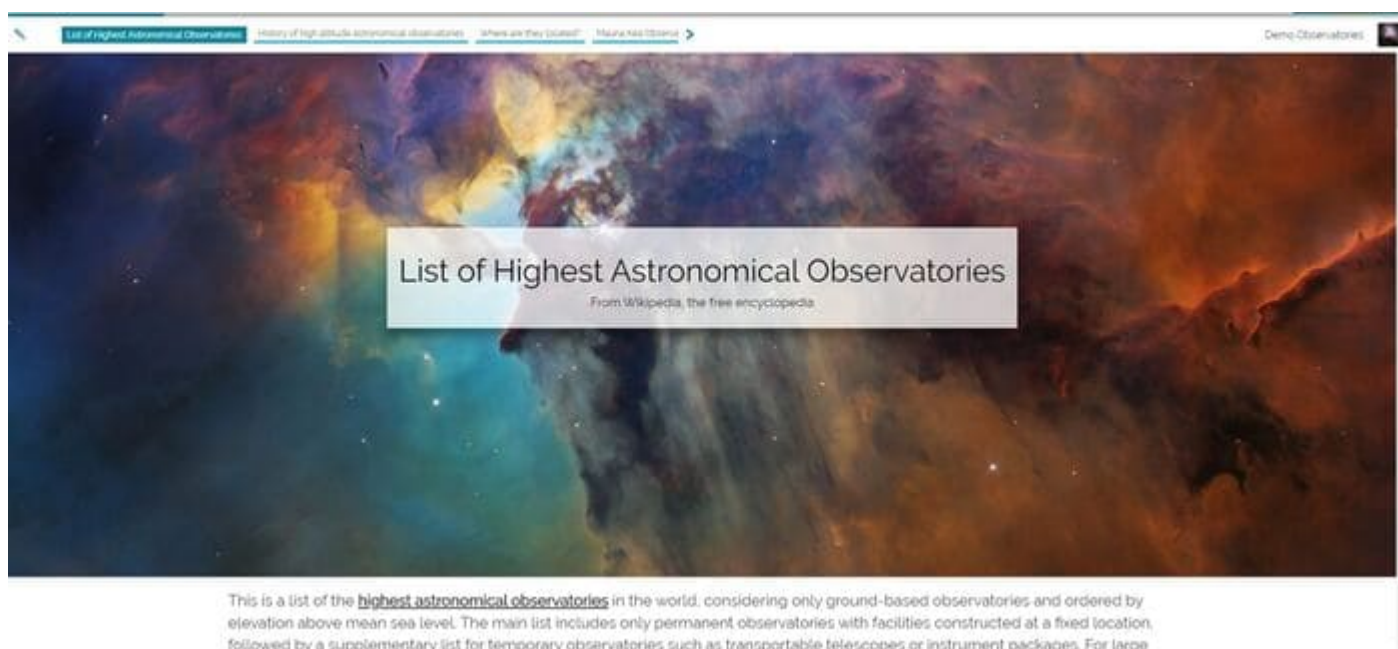 List of Highest Astronomical Observatories History of high altitude astronomical observatories Where are they located? Mauna Kea Observa Demo Observatories
List of Highest Astronomical Observatories
From Wikipedia, the free encyclopedia
This is a list of the highest astronomical observatories in the world, considering only ground-based observatories and ordered by
elevation above mean sea level. The main list includes only permanent observatories with facilities constructed at a fixed location,
followed by a supplementary list for temporary observatories such as transportable telescopes or instrument packages. For large